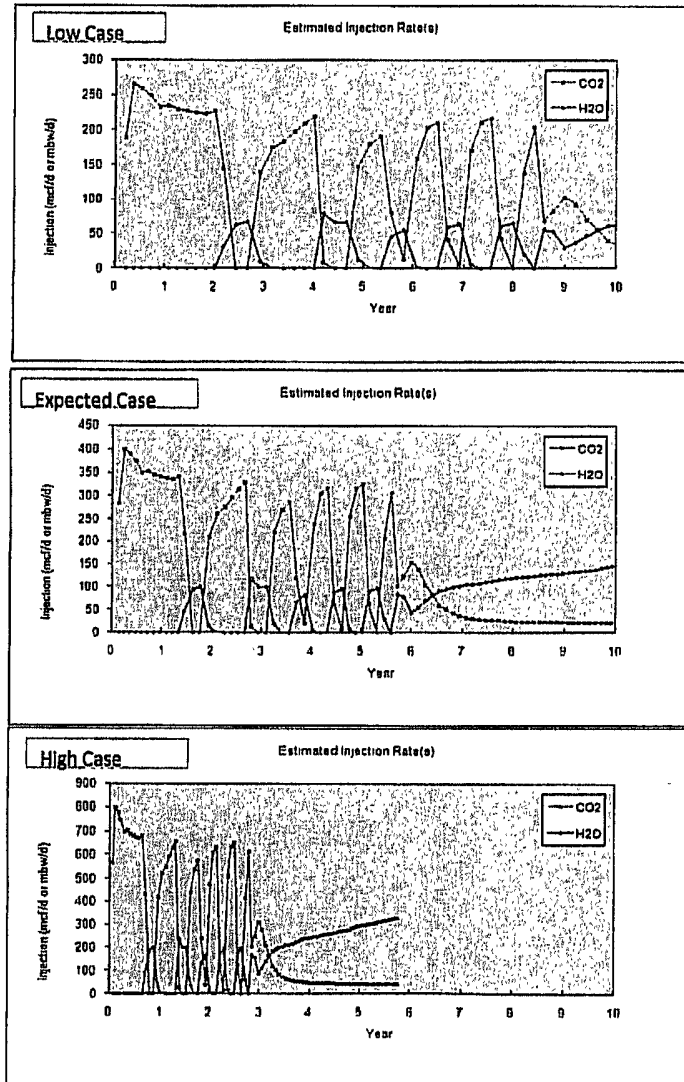 Low Case
Estimated Injection Rate(s)
Injection (mcf/d or mbw/d)
300
250
200
150
100
50
0
CO2
H2O
0 1 2 3 4 5 6 7 8 9 10
Year
Expected Case
Estimated Injection Rate(s)
Injection (mcf/d or mbw/d)
450
400
350
300
250
200
150
100
50
0
CO2
H2O
0 1 2 3 4 5 6 7 8 9 10
Year
High Case
Estimated Injection Rate(s)
Injection (mcf/d or mbw/d)
900
800
700
600
500
400
300
200
100
0
CO2
H2O
0 1 2 3 4 5 6 7 8 9 10
Year